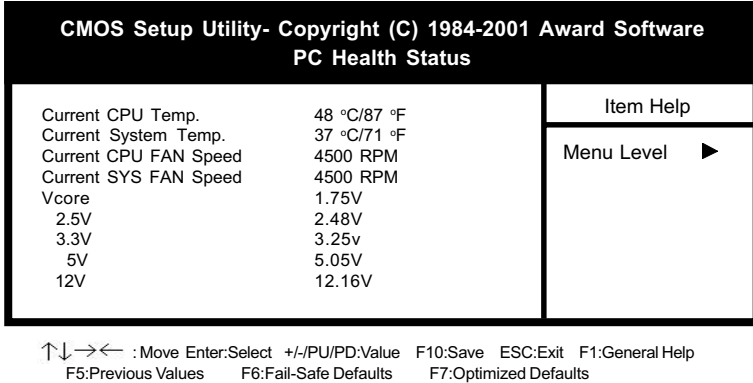 CMOS Setup Utility- Copyright (C) 1984-2001 Award Software
PC Health Status
Current CPU Temp. 48 °C/87 °F
Current System Temp. 37 °C/71 °F
Current CPU FAN Speed 4500 RPM
Current SYS FAN Speed 4500 RPM
Vcore 1.75V
2.5V 2.48V
3.3V 3.25v
5V 5.05V
12V 12.16V
Item Help
Menu Level ▶
↑↓→← : Move Enter:Select +/-/PU/PD:Value F10:Save ESC:Exit F1:General Help
F5:Previous Values F6:Fail-Safe Defaults F7:Optimized Defaults